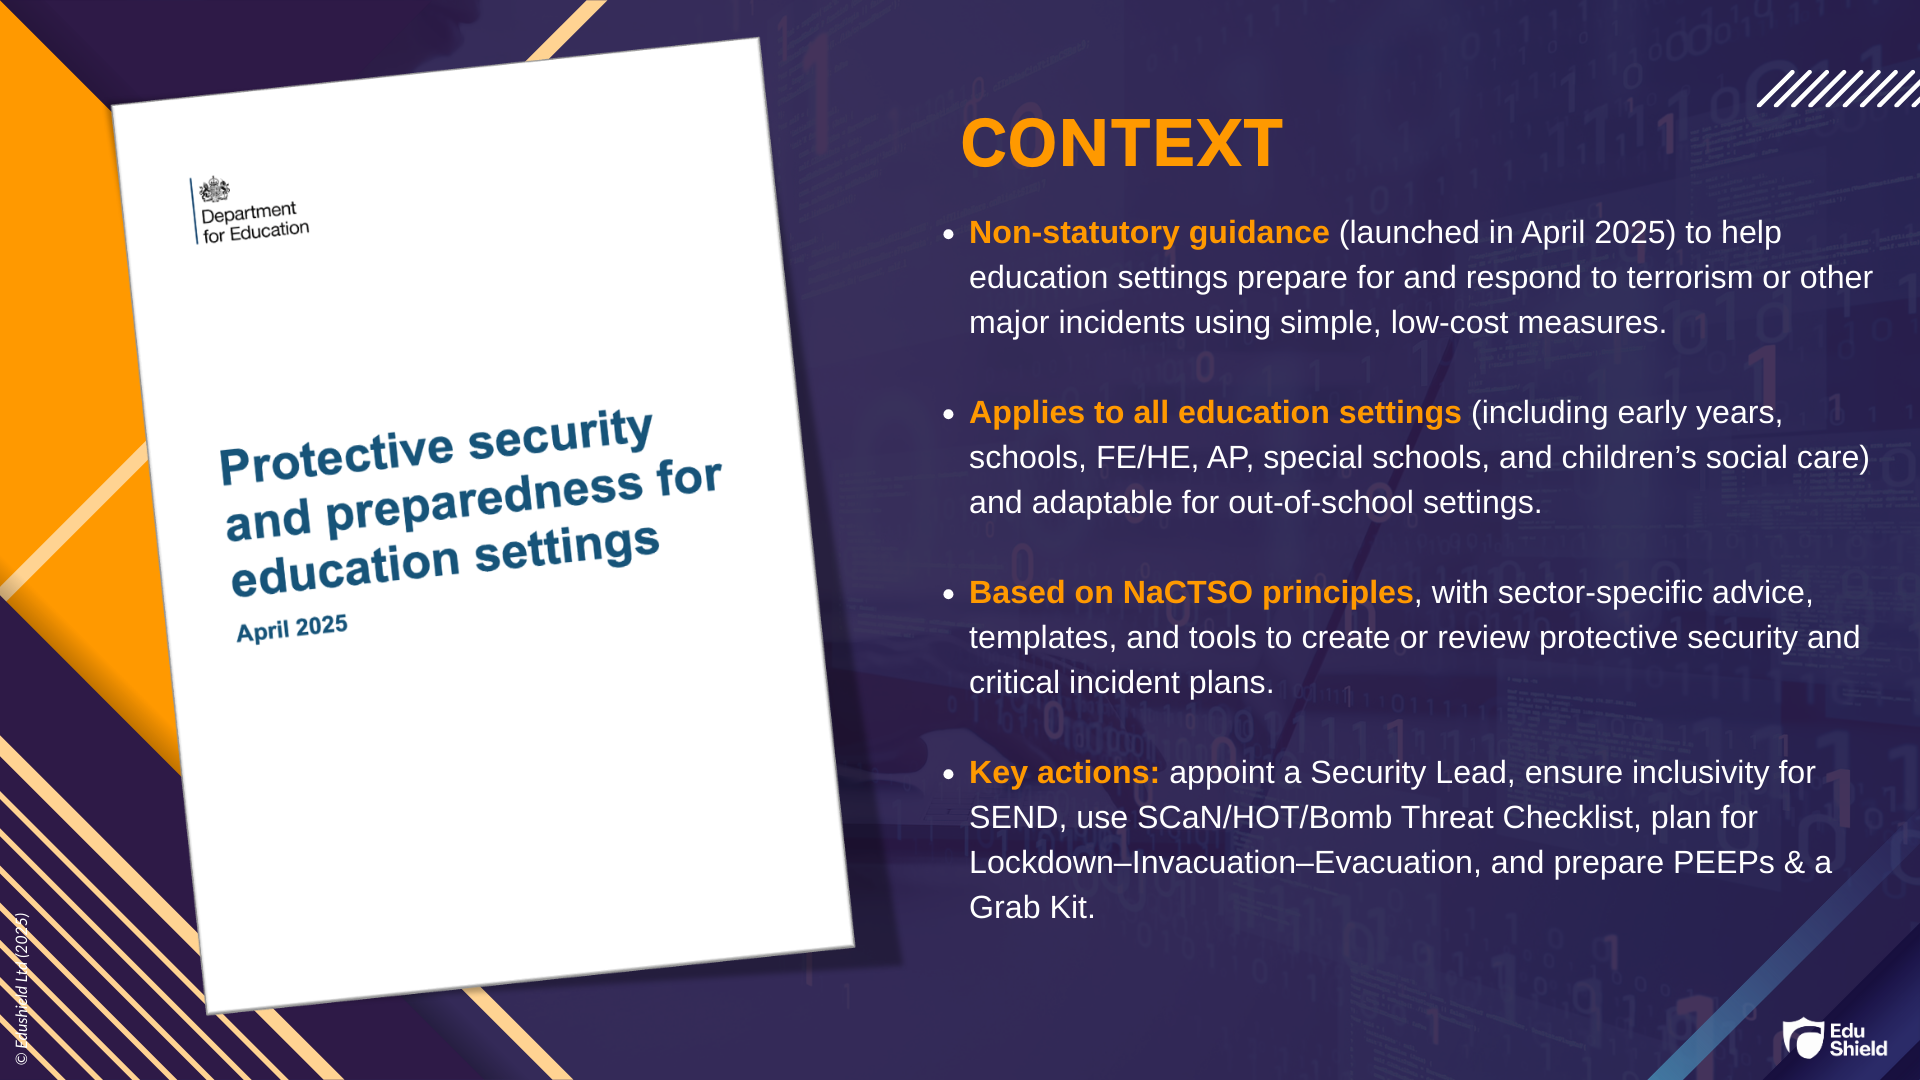 Department
for Education
Protective security
and preparedness for
education settings
April 2025
CONTEXT
• Non-statutory guidance (launched in April 2025) to help
education settings prepare for and respond to terrorism or other
major incidents using simple, low-cost measures.
• Applies to all education settings (including early years,
schools, FE/HE, AP, special schools, and children’s social care)
and adaptable for out-of-school settings.
• Based on NaCTSO principles, with sector-specific advice,
templates, and tools to create or review protective security and
critical incident plans.
• Key actions: appoint a Security Lead, ensure inclusivity for
SEND, use SCaN/HOT/Bomb Threat Checklist, plan for
Lockdown–Invacuation–Evacuation, and prepare PEEPs & a
Grab Kit.
© Edushield Ltd (2025)
Edu
Shield